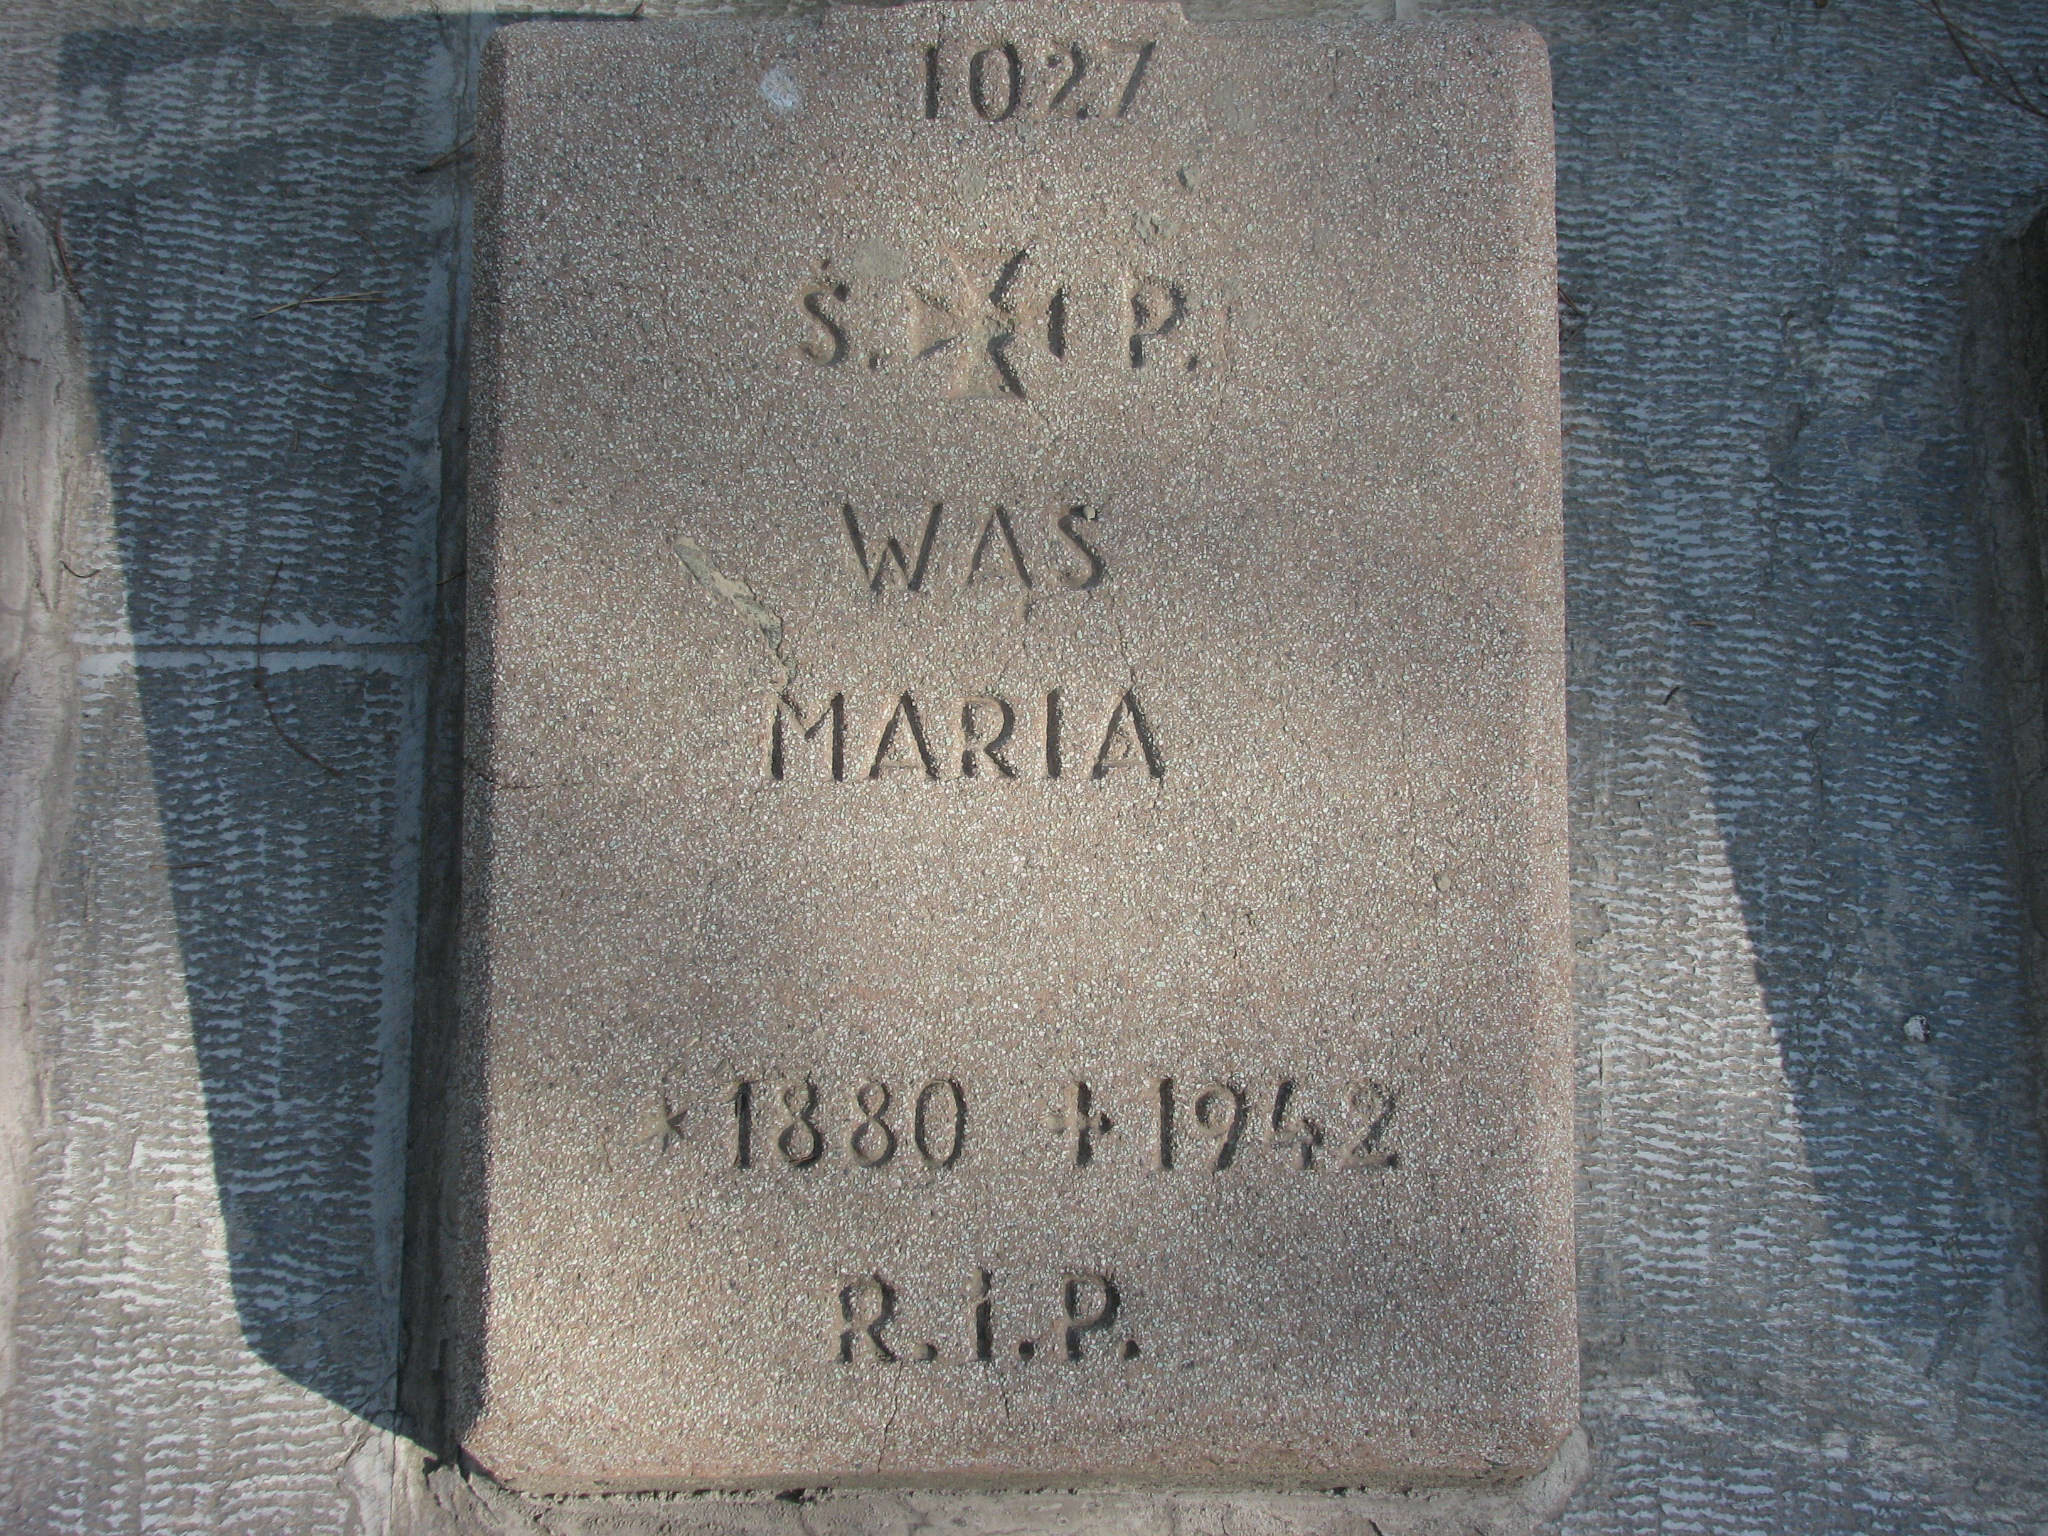 1027
S. ✠ I P.
WAS
MARIA
* 1880 + 1942
R.I.P.